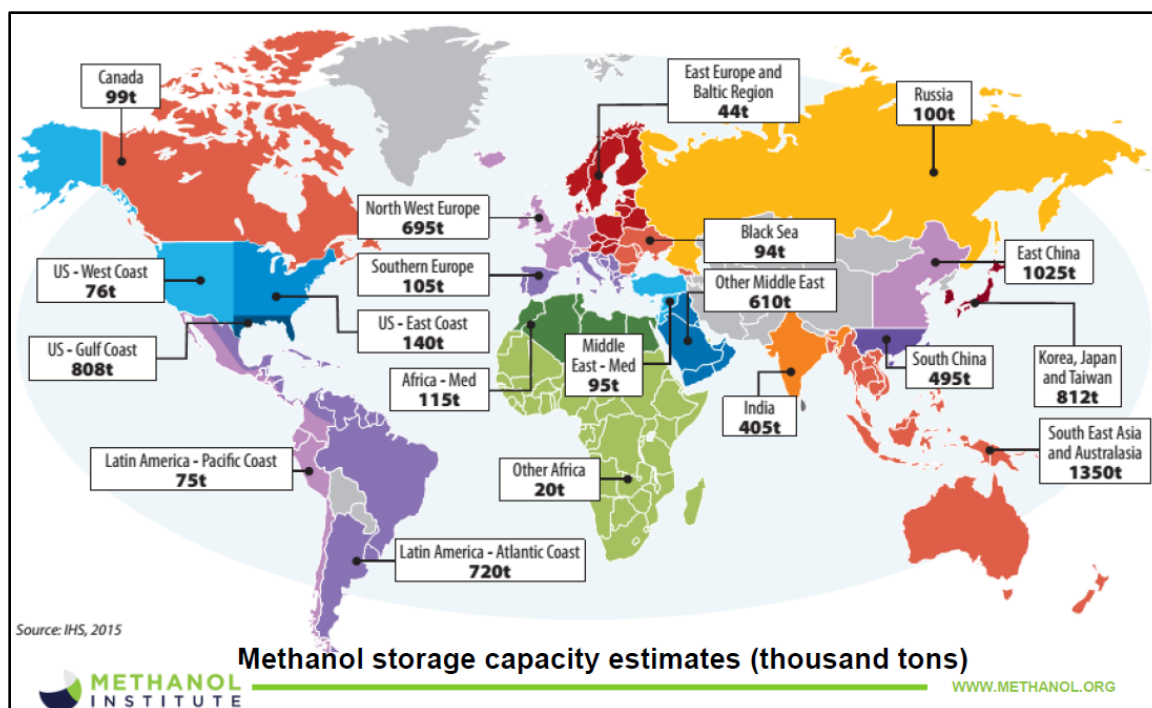 Canada
99t
East Europe and
Baltic Region
44t
Russia
100t
North West Europe
695t
Black Sea
94t
East China
1025t
US - West Coast
76t
Southern Europe
105t
Other Middle East
610t
US - Gulf Coast
808t
US - East Coast
140t
Africa - Med
115t
Middle
East - Med
95t
India
405t
South China
495t
Korea, Japan
and Taiwan
812t
Latin America - Pacific Coast
75t
Other Africa
20t
South East Asia
and Australasia
1350t
Latin America - Atlantic Coast
720t
Source: IHS, 2015
Methanol storage capacity estimates (thousand tons)
METHANOL
INSTITUTE
WWW.METHANOL.ORG